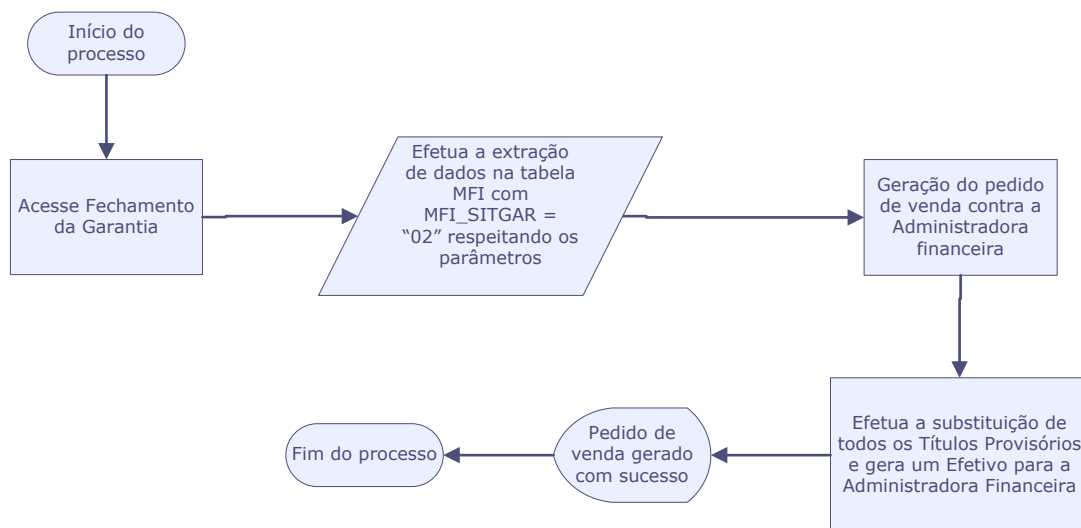 Início do
processo
Acesse Fechamento
da Garantia
Efetua a extração
de dados na tabela
MFI com
MFI_SITGAR =
“02” respeitando os
parâmetros
Geração do pedido
de venda contra a
Administradora
financeira
Efetua a substituição de
todos os Títulos Provisórios
e gera um Efetivo para a
Administradora Financeira
Pedido de
venda gerado
com sucesso
Fim do processo